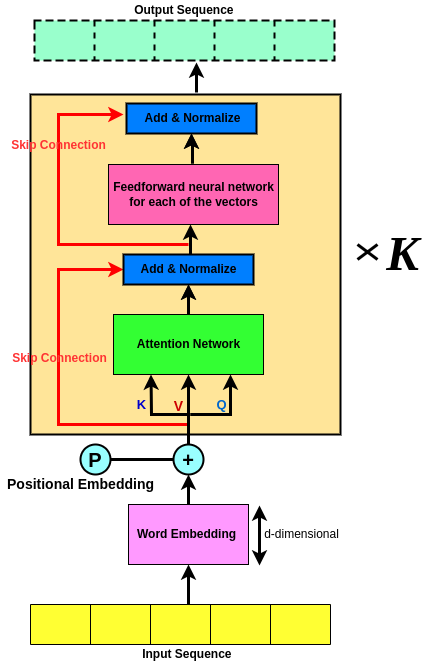 Output Sequence
Add & Normalize
Skip Connection
Feedforward neural network
for each of the vectors
× K
Add & Normalize
Attention Network
Skip Connection
K
V
Q
P
+
Positional Embedding
Word Embedding
d-dimensional
Input Sequence